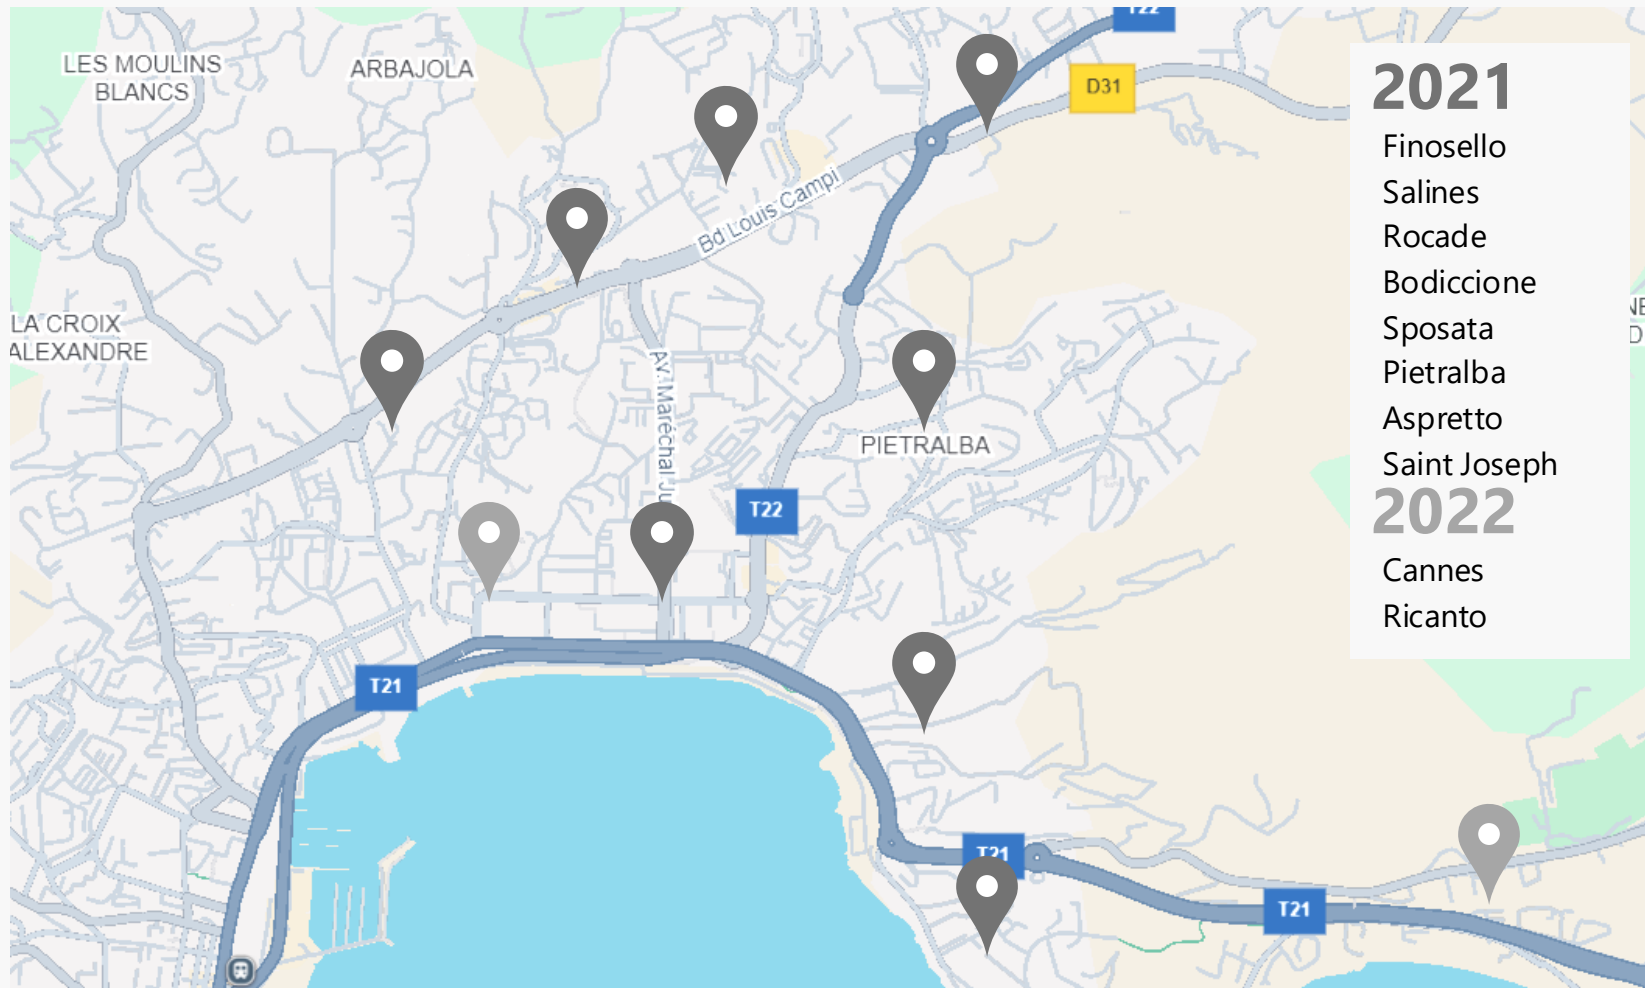 T22
LES MOULINS
BLANCS
ARBAJOLA
D31
2021
Finosello
Salines
Rocade
Bodiccione
Sposata
Pietralba
Aspretto
Saint Joseph
2022
Cannes
Ricanto
Bd Louis Campi
LA CROIX
ALEXANDRE
NE
D
Av. Maréchal Ju
PIETRALBA
T22
T21
T21
T21